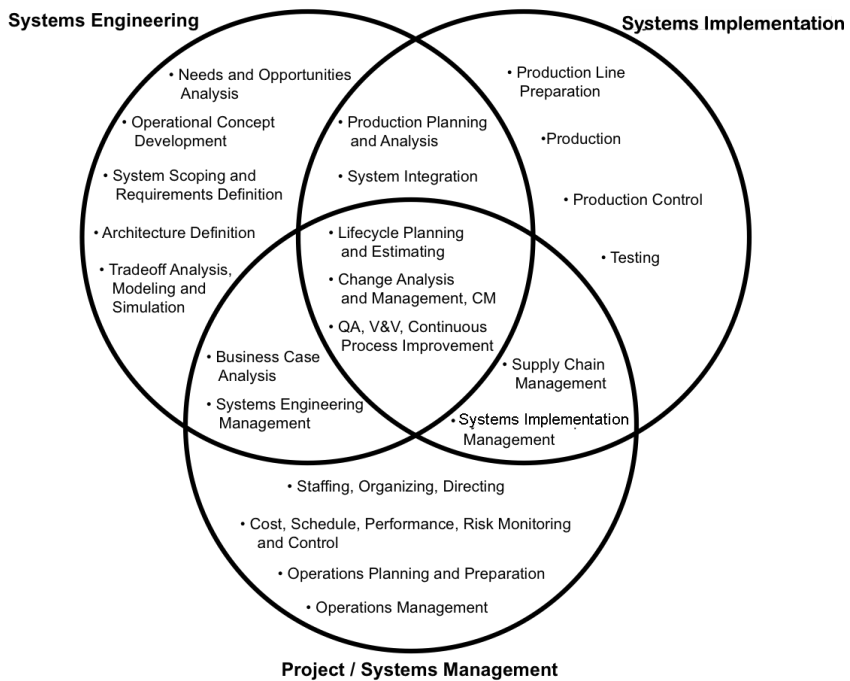 Systems Engineering
Systems Implementation
• Needs and Opportunities
Analysis
• Operational Concept
Development
• System Scoping and
Requirements Definition
• Architecture Definition
• Tradeoff Analysis,
Modeling and
Simulation
• Production Planning
and Analysis
• System Integration
• Production Line
Preparation
•Production
• Production Control
• Testing
• Lifecycle Planning
and Estimating
• Change Analysis
and Management, CM
• QA, V&V, Continuous
Process Improvement
• Business Case
Analysis
• Systems Engineering
Management
• Supply Chain
Management
• Systems Implementation
Management
• Staffing, Organizing, Directing
• Cost, Schedule, Performance, Risk Monitoring
and Control
• Operations Planning and Preparation
• Operations Management
Project / Systems Management